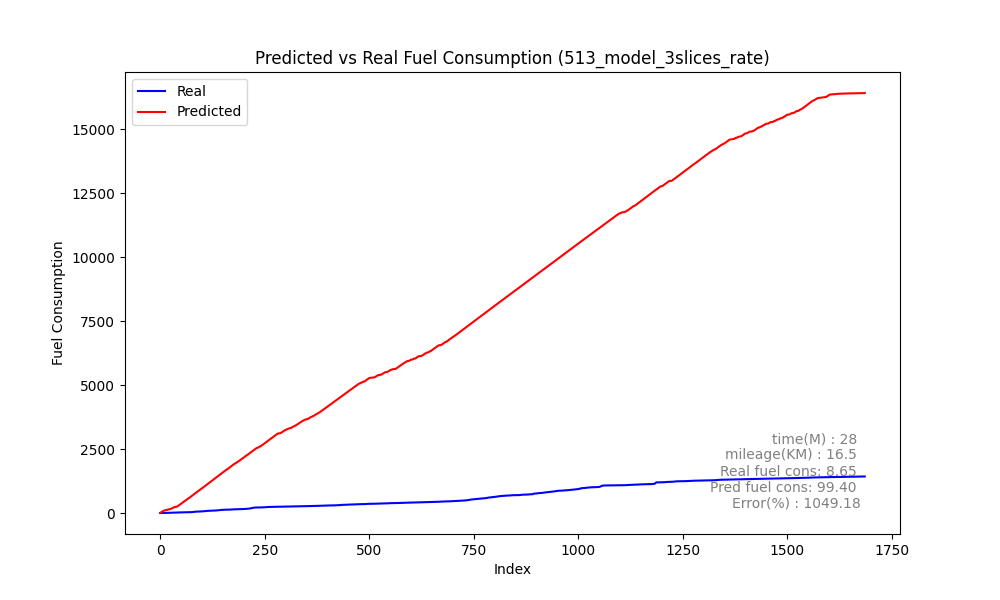 Predicted vs Real Fuel Consumption (513_model_3slices_rate)
Real
Predicted
15000
12500
10000
7500
5000
2500
0
Fuel Consumption
time(M) : 28
mileage(KM) : 16.5
Real fuel cons: 8.65
Pred fuel cons: 99.40
Error(%) : 1049.18
0 250 500 750 1000 1250 1500 1750
Index